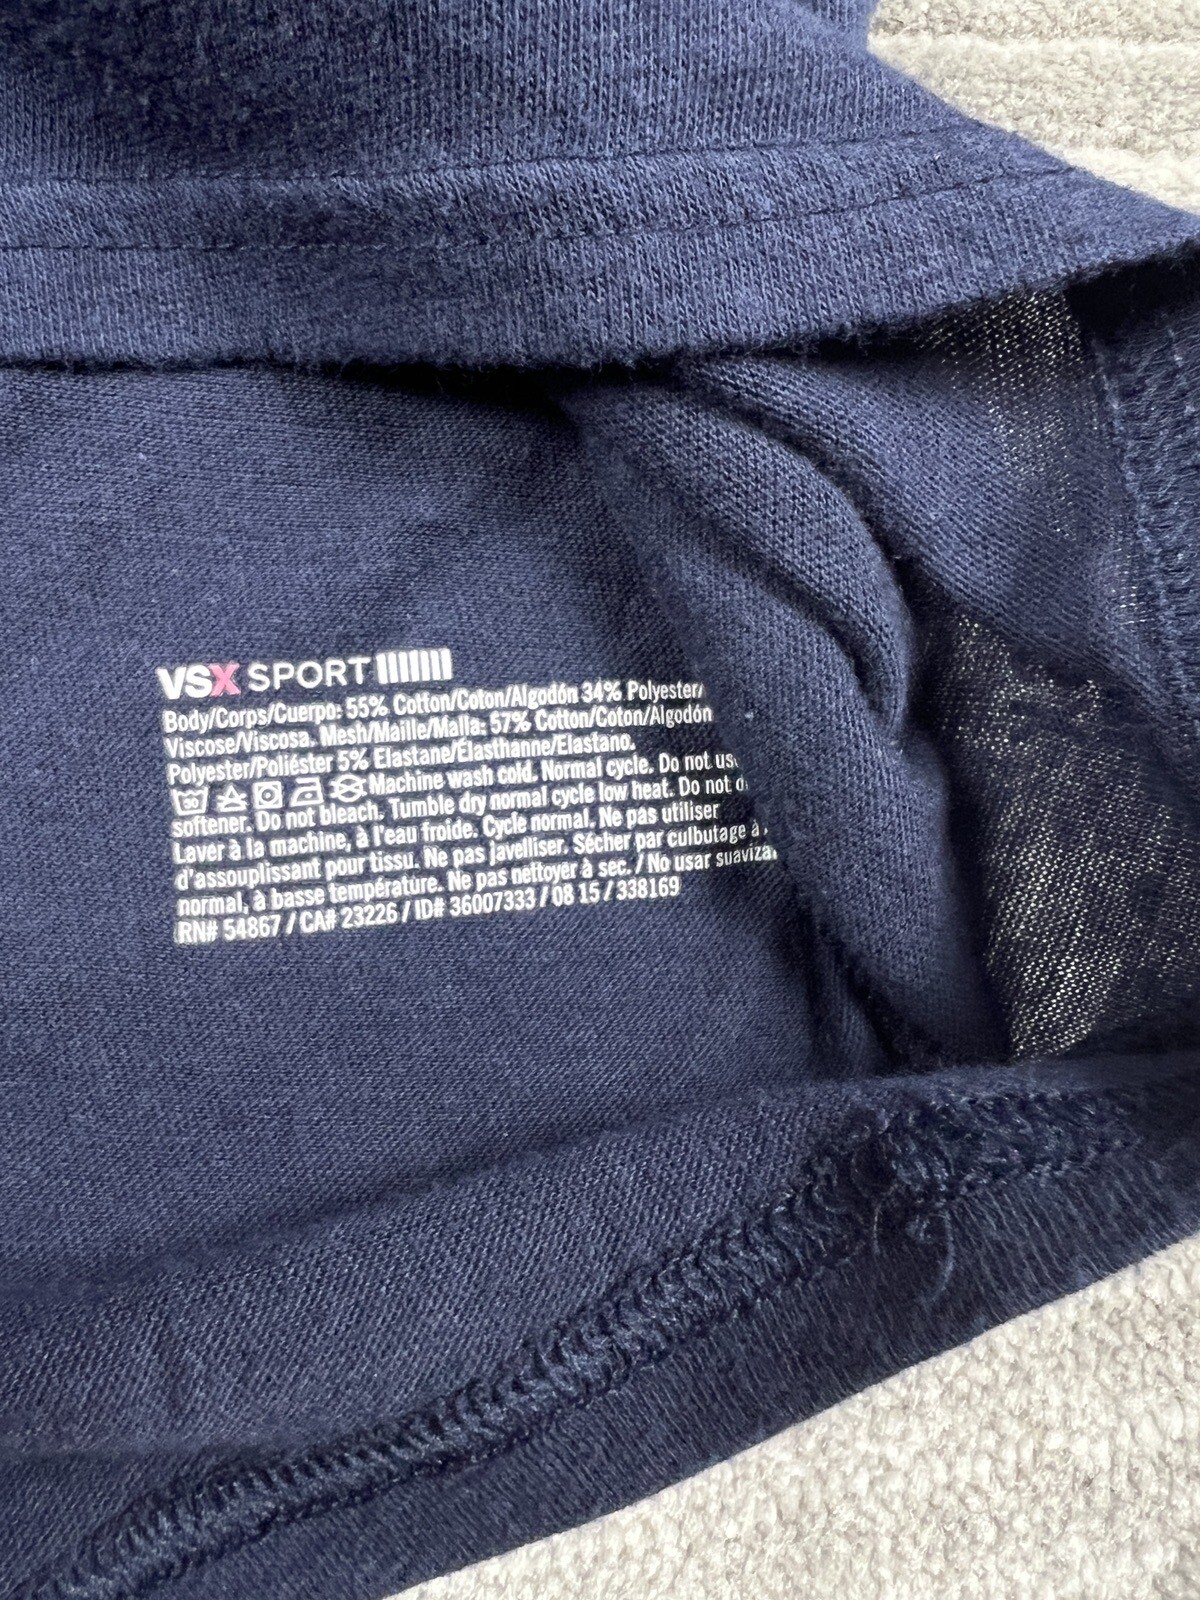 VSX SPORT
Body/Corps/Cuerpo: 55% Cotton/Coton/Algodón 34% Polyester/
Viscose/Viscosa. Mesh/Maille/Malla: 57% Cotton/Coton/Algodón
Polyester/Poliéster 5% Elastane/Élasthanne/Elastano.
30 Machine wash cold. Normal cycle. Do not
softener. Do not bleach. Tumble dry normal cycle low heat. Do not
Laver à la machine, à l'eau froide. Cycle normal. Ne pas utiliser
d'assouplissant pour tissu. Ne pas javelliser. Sécher par culbutage à
normal, à basse température. Ne pas nettoyer à sec. / No usar
RN# 54867 / CA# 23226 / ID# 36007333 / 08 15 / 338169